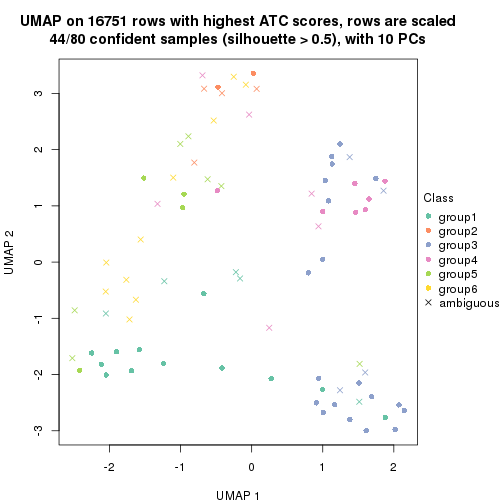 UMAP on 16751 rows with highest ATC scores, rows are scaled
44/80 confident samples (silhouette > 0.5), with 10 PCs
3
2
1
0
-1
-2
-3
UMAP 2
-2 -1 0 1 2
UMAP 1
Class
group1
group2
group3
group4
group5
group6
ambiguous